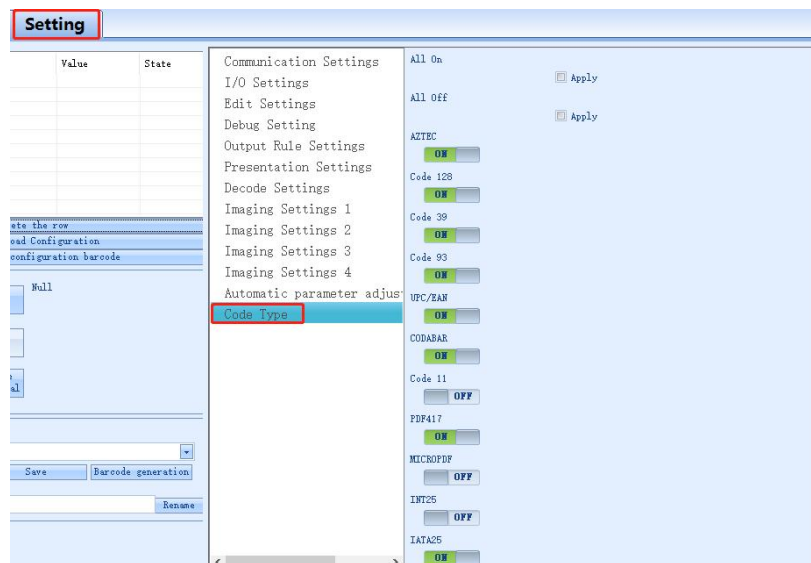 Setting
Value State
ete the row
oad Configuration
configuration barcode
Null
al
Save Barcode generation
Rename
Communication Settings
I/O Settings
Edit Settings
Debug Setting
Output Rule Settings
Presentation Settings
Decode Settings
Imaging Settings 1
Imaging Settings 2
Imaging Settings 3
Imaging Settings 4
Automatic parameter adjus
Code Type
All On
Apply
All Off
Apply
AZTEC
ON
Code 128
ON
Code 39
ON
Code 93
ON
UPC/EAN
ON
CODABAR
ON
Code 11
OFF
PDF417
ON
MICROPDF
OFF
INT25
OFF
IATA25
ON